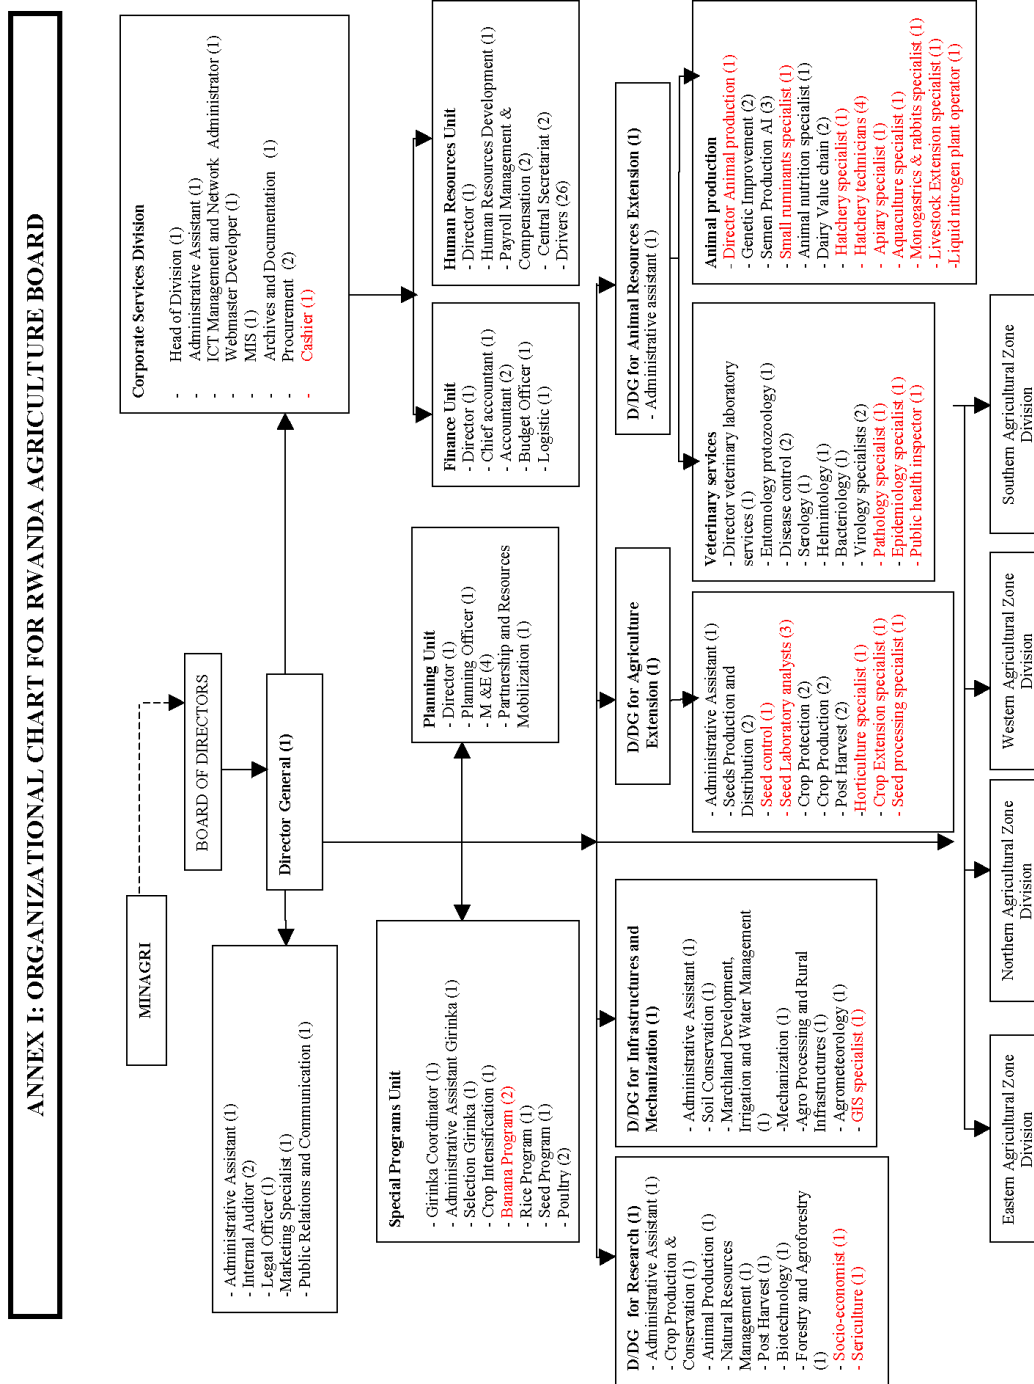 ANNEX I: ORGANIZATIONAL CHART FOR RWANDA AGRICULTURE BOARD
MINAGRI
BOARD OF DIRECTORS
Director General (1)
- Administrative Assistant (1)
- Internal Auditor (2)
- Legal Officer (1)
-Marketing Specialist (1)
- Public Relations and Communication (1)
Corporate Services Division
- Head of Division (1)
- Administrative Assistant (1)
- ICT Management and Network Administrator (1)
- Webmaster Developer (1)
- MIS (1)
- Archives and Documentation (1)
- Procurement (2)
- Cashier (1)
Special Programs Unit
- Girinka Coordinator (1)
- Administrative Assistant Girinka (1)
- Selection Girinka (1)
- Crop Intensification (1)
- Banana Program (2)
- Rice Program (1)
- Seed Program (1)
- Poultry (2)
Planning Unit
- Director (1)
- Planning Officer (1)
- M &E (4)
- Partnership and Resources
Mobilization (1)
Finance Unit
- Director (1)
- Chief accountant (1)
- Accountant (2)
- Budget Officer (1)
- Logistic (1)
Human Resources Unit
- Director (1)
- Human Resources Development (1)
- Payroll Management &
Compensation (2)
- Central Secretariat (2)
- Drivers (26)
D/DG for Research (1)
- Administrative Assistant (1)
- Crop Production &
Conservation (1)
- Animal Production (1)
- Natural Resources
Management (1)
- Post Harvest (1)
- Biotechnology (1)
- Forestry and Agroforestry
(1)
- Socio-economist (1)
- Sericulture (1)
D/DG for Infrastructures and
Mechanization (1)
- Administrative Assistant (1)
- Soil Conservation (1)
- Marchland Development,
Irrigation and Water Management
(1)
-Mechanization (1)
- Agro Processing and Rural
Infrastructures (1)
- Agrometeorology (1)
- GIS specialist (1)
D/DG for Agriculture
Extension (1)
- Administrative Assistant (1)
- Seeds Production and
Distribution (2)
- Seed control (1)
- Seed Laboratory analysts (3)
- Crop Protection (2)
- Crop Production (2)
- Post Harvest (2)
-Horticulture specialist (1)
- Crop Extension specialist (1)
- Seed processing specialist (1)
D/DG for Animal Resources Extension (1)
- Administrative assistant (1)
Veterinary services
- Director veterinary laboratory
services (1)
- Entomology protozoology (1)
- Disease control (2)
- Serology (1)
- Helmintology (1)
- Bacteriology (1)
- Virology specialists (2)
- Pathology specialist (1)
- Epidemiology specialist (1)
- Public health inspector (1)
Animal production
- Director Animal production (1)
- Genetic Improvement (2)
- Semen Production AI (3)
- Small ruminants specialist (1)
- Animal nutrition specialist (1)
- Dairy Value chain (2)
- Hatchery specialist (1)
- Hatchery technicians (4)
- Apiary specialist (1)
- Aquaculture specialist (1)
- Monogastrics & rabbits specialist (1)
- Livestock Extension specialist (1)
-Liquid nitrogen plant operator (1)
Eastern Agricultural Zone
Division
Northern Agricultural Zone
Division
Western Agricultural Zone
Division
Southern Agricultural Zone
Division